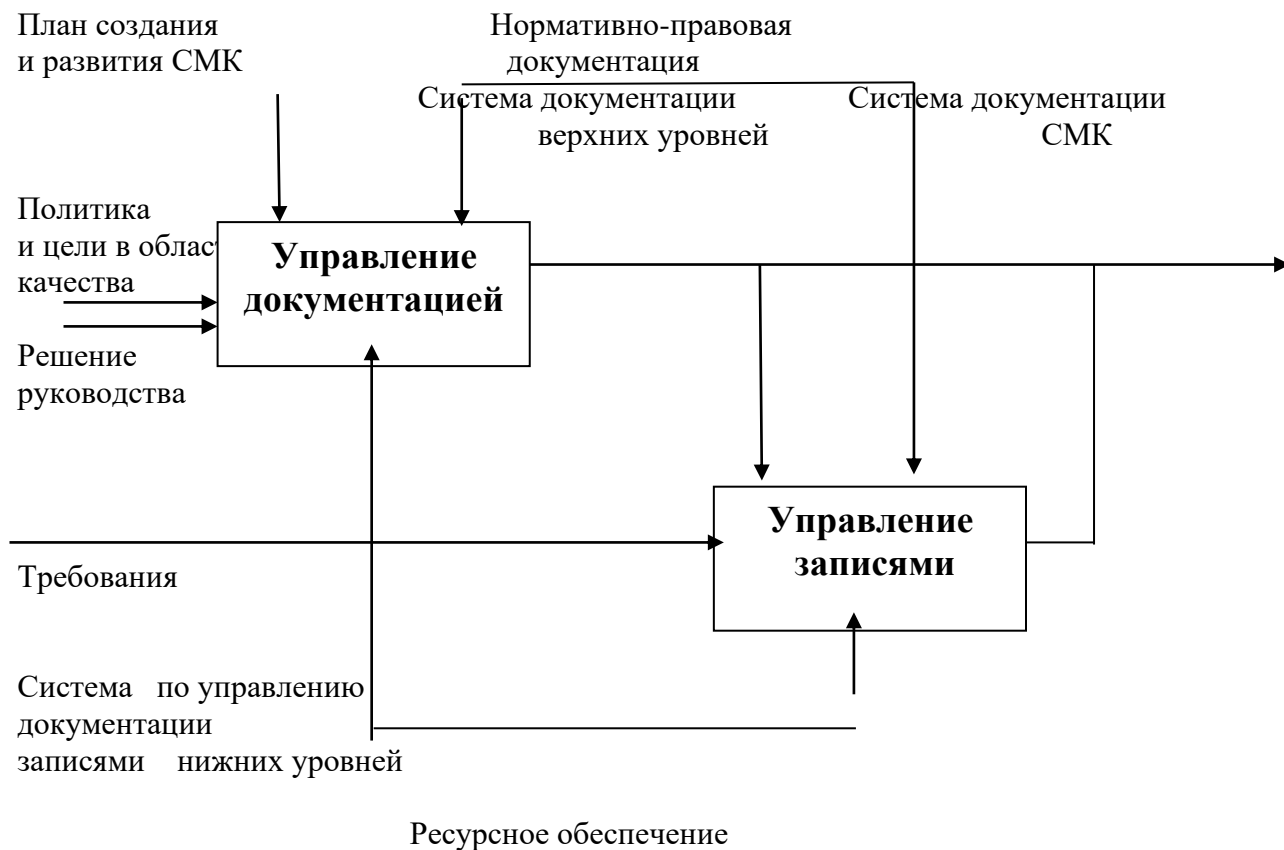 План создания
и развития СМК
Нормативно-правовая
документация
Система документации
верхних уровней
Система документации
СМК
Политика
и цели в облас
качества
Управление
документацией
Решение
руководства
Управление
записями
Требования
Система по управлению
документации
записями нижних уровней
Ресурсное обеспечение